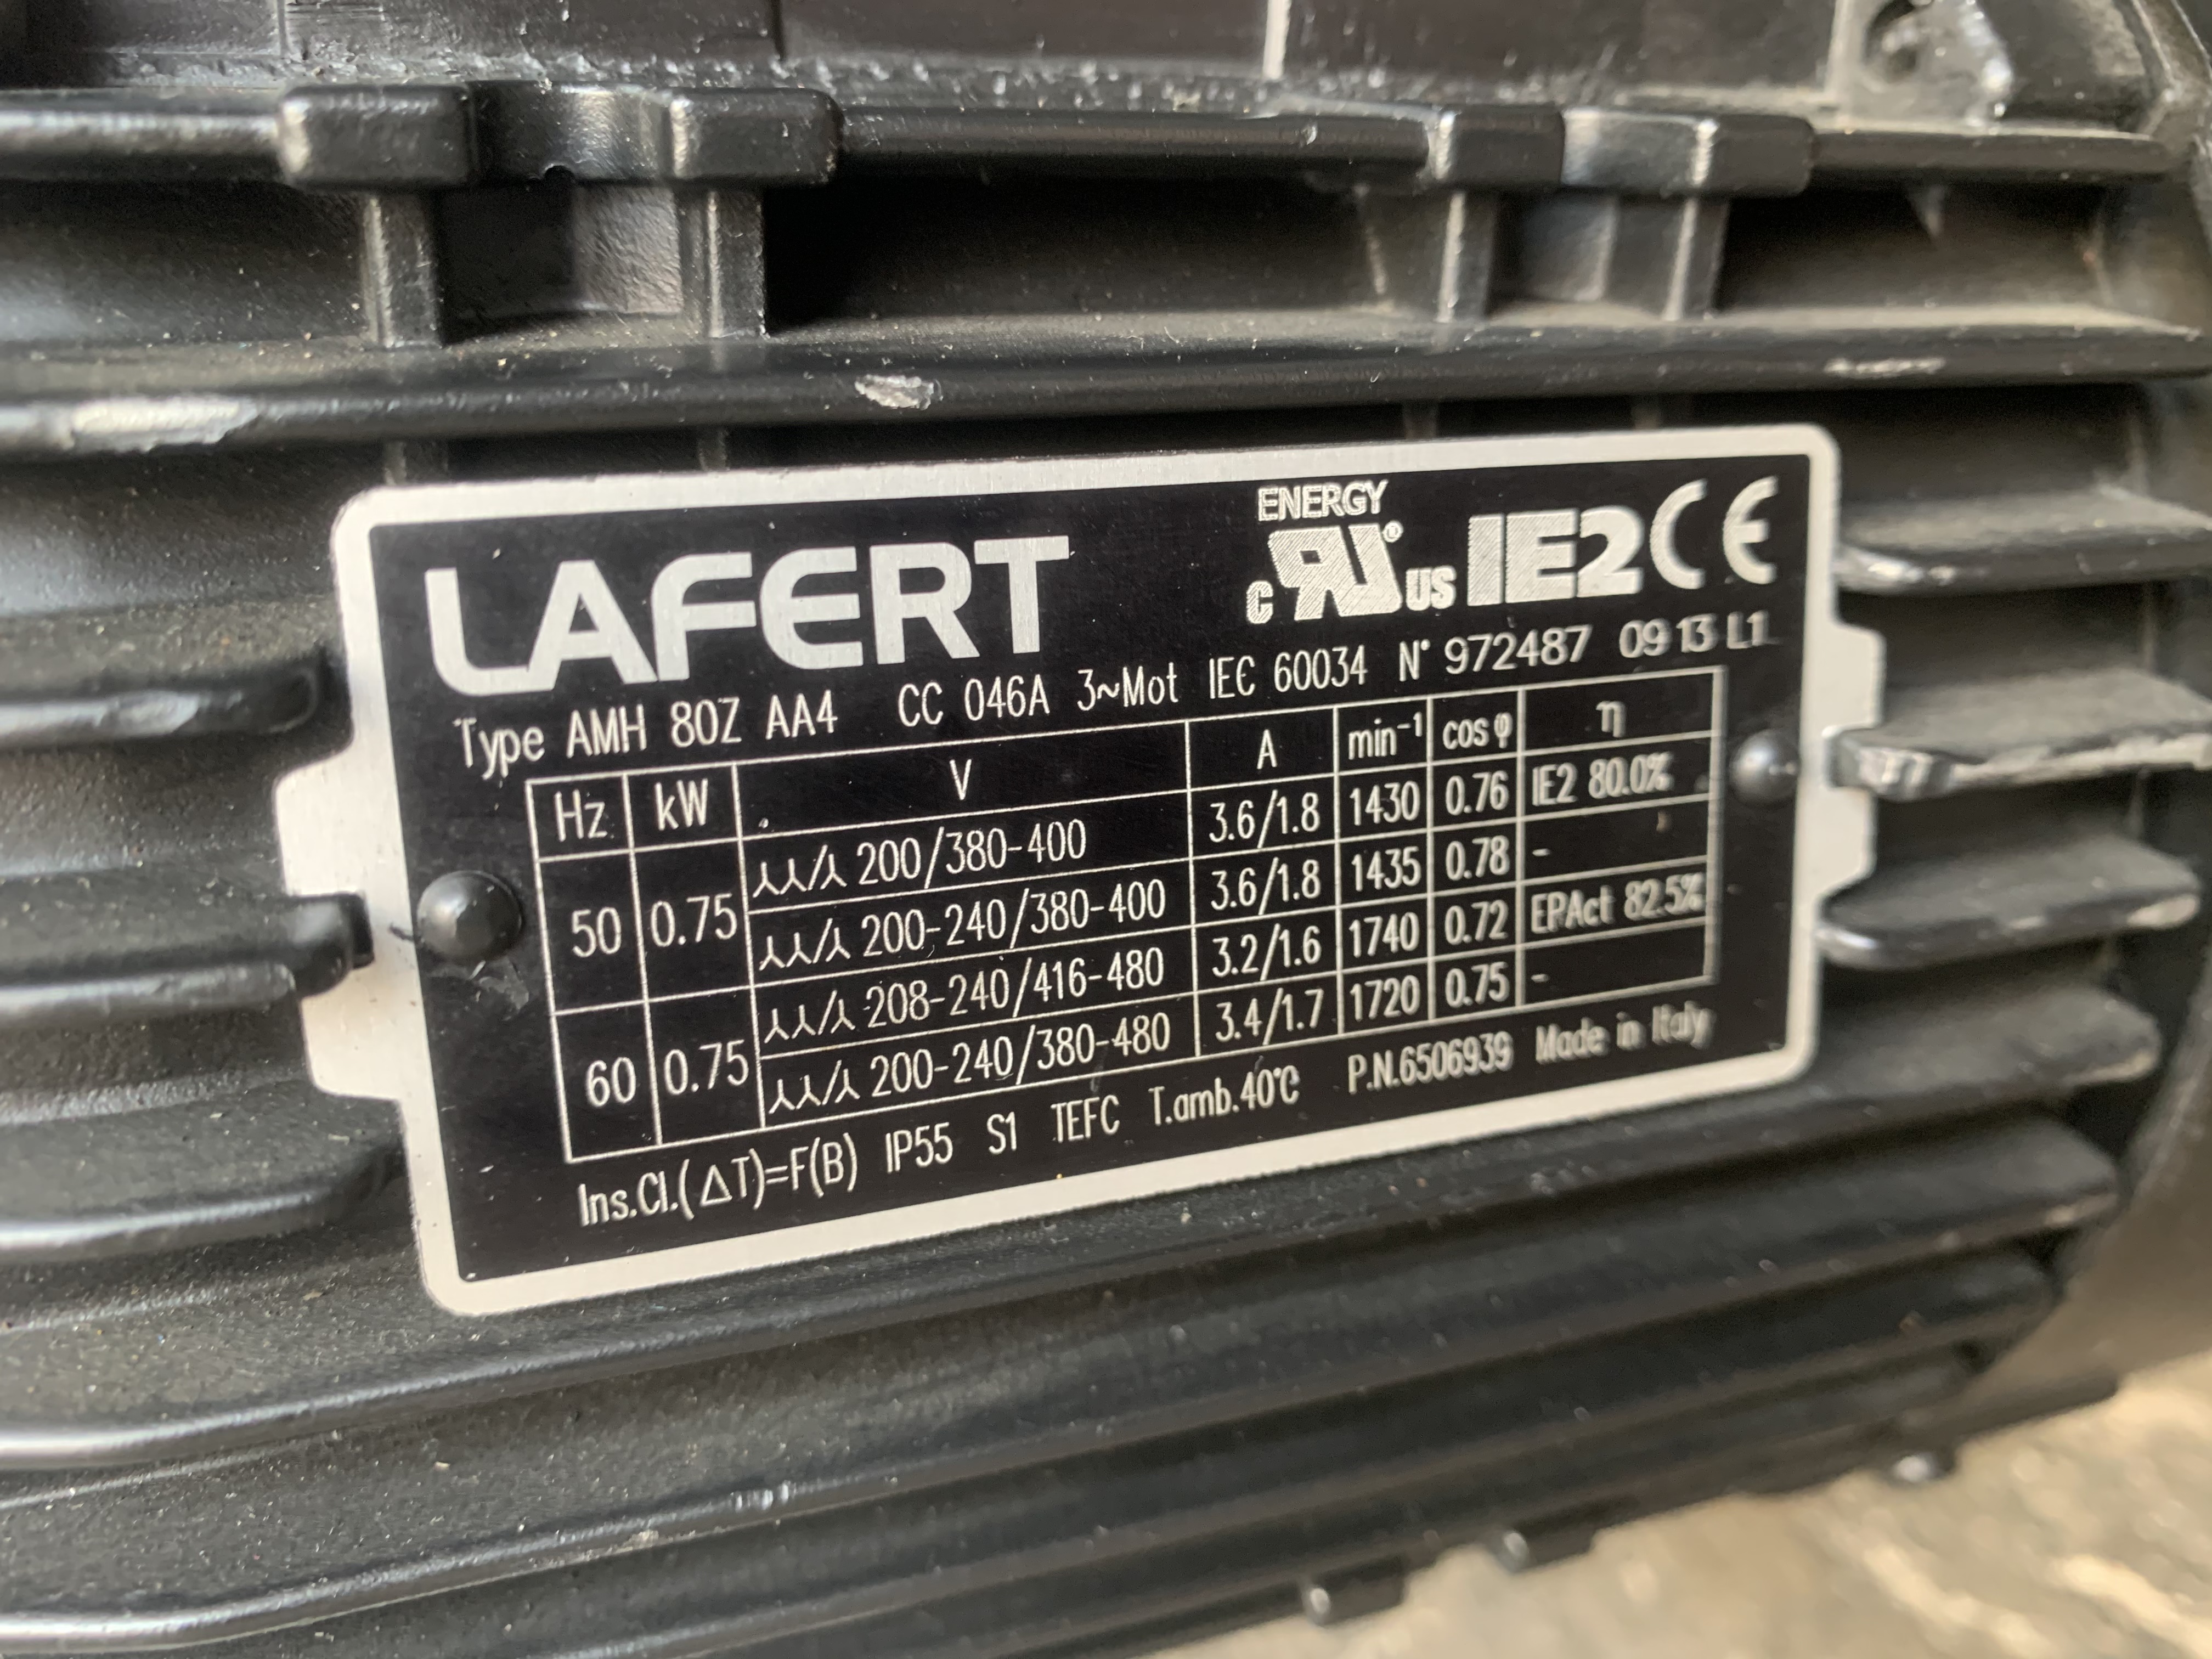 LAFERT
ENERGY
c RU® US IE2 CE
Type AMH 80Z AA4 CC 046A 3~Mot IEC 60034 N° 972487 09 13 L1
Hz kW V A min⁻¹ cos φ η
50 0.75 ⅄⅄/⅄ 200/380-400 3.6/1.8 1430 0.76 IE2 80.0%
⅄⅄/⅄ 200-240/380-400 3.6/1.8 1435 0.78 -
60 0.75 ⅄⅄/⅄ 208-240/416-480 3.2/1.6 1740 0.72 EPAct 82.5%
⅄⅄/⅄ 200-240/380-480 3.4/1.7 1720 0.75 -
Ins.Cl.(ΔT)=F(B) IP55 S1 TEFC T.amb.40°C P.N.6506939 Made in Italy